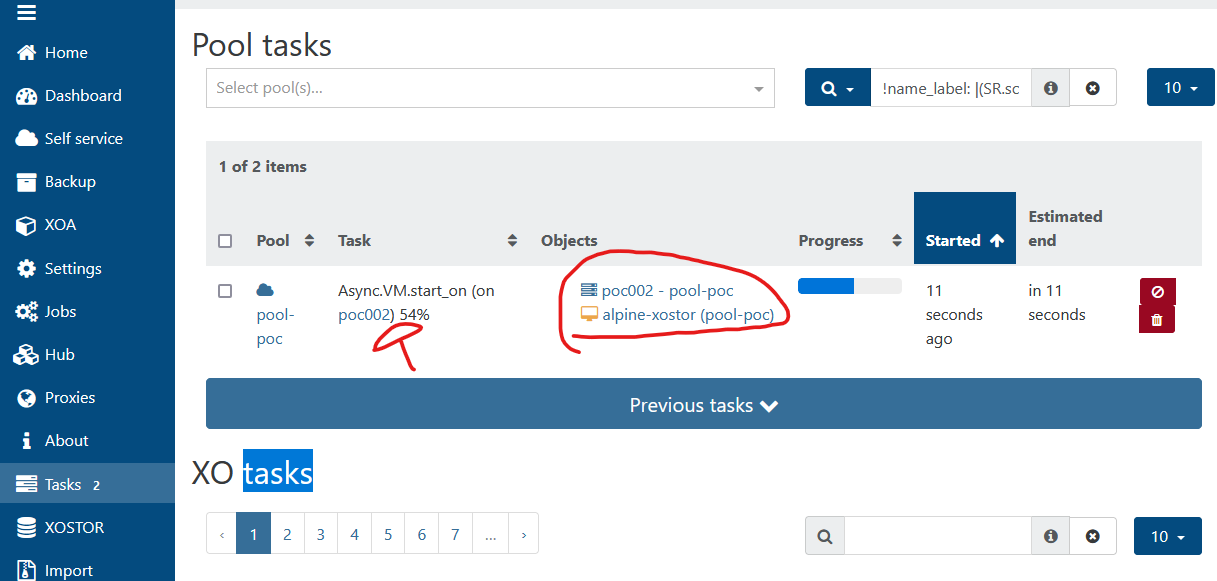 Home
Dashboard
Self service
Backup
XOA
Settings
Jobs
Hub
Proxies
About
Tasks 2
XOSTOR
Import
Pool tasks
Select pool(s)...
!name_label: |(SR.sc
10
1 of 2 items
Pool
Task
Objects
Progress
Started
Estimated
end
pool-
poc
Async.VM.start_on (on
poc002) 54%
poc002 - pool-poc
alpine-xostor (pool-poc)
11
seconds
ago
in 11
seconds
Previous tasks
XO tasks
‹ 1 2 3 4 5 6 7 ... ›
10